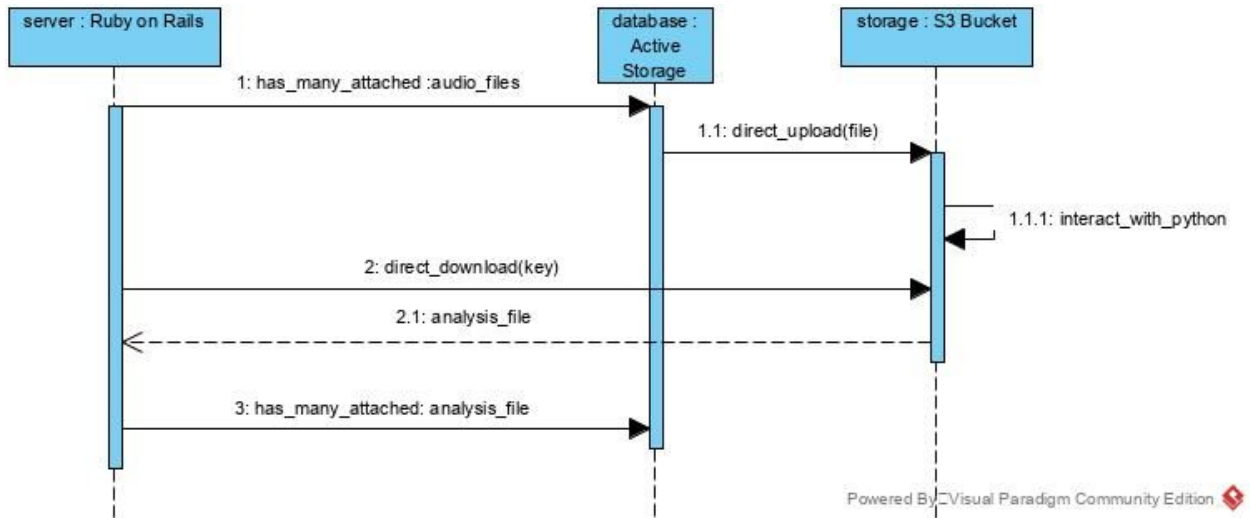 server : Ruby on Rails
database :
Active
Storage
storage : S3 Bucket
1: has_many_attached :audio_files
1.1: direct_upload(file)
1.1.1: interact_with_python
2: direct_download(key)
2.1: analysis_file
3: has_many_attached: analysis_file
Powered By Visual Paradigm Community Edition